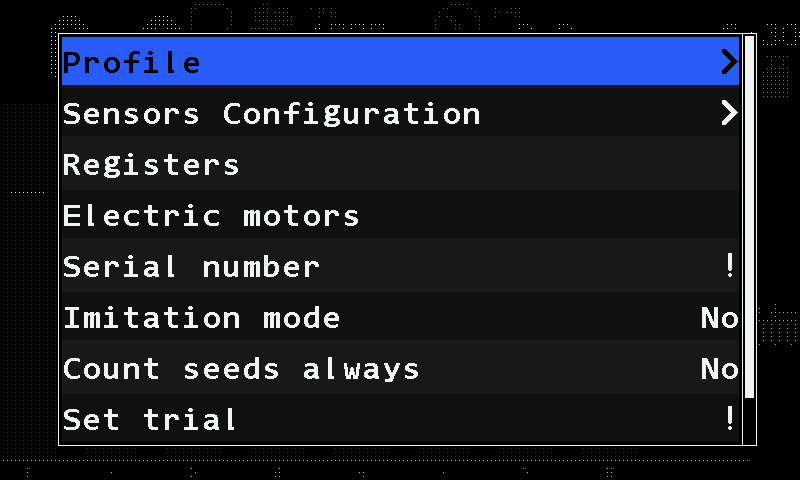 Profile >
Sensors Configuration >
Registers
Electric motors
Serial number !
Imitation mode No
Count seeds always No
Set trial !